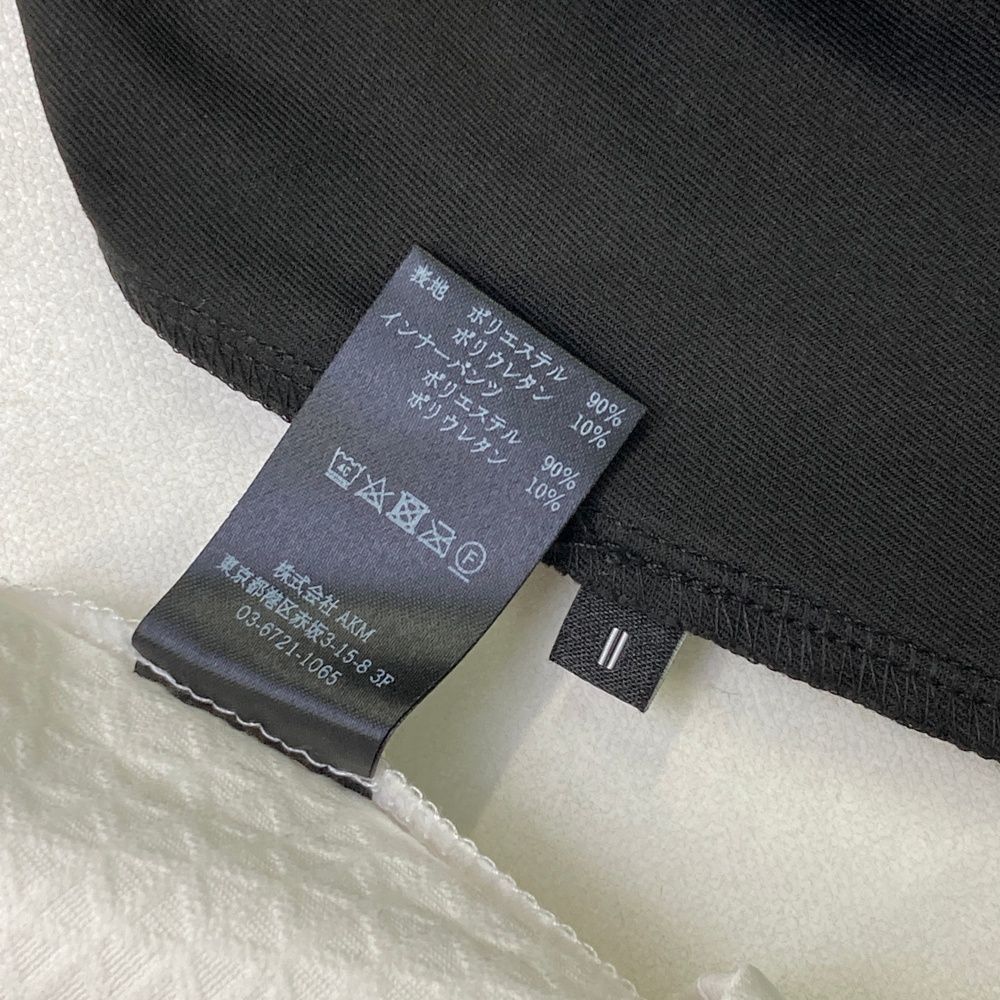 表地
ポリエステル 90%
ポリウレタン 10%
インナーパンツ
ポリエステル 90%
ポリウレタン 10%
4C
F
株式会社 AKM
東京都港区赤坂3-15-8 3F
03-6721-1065